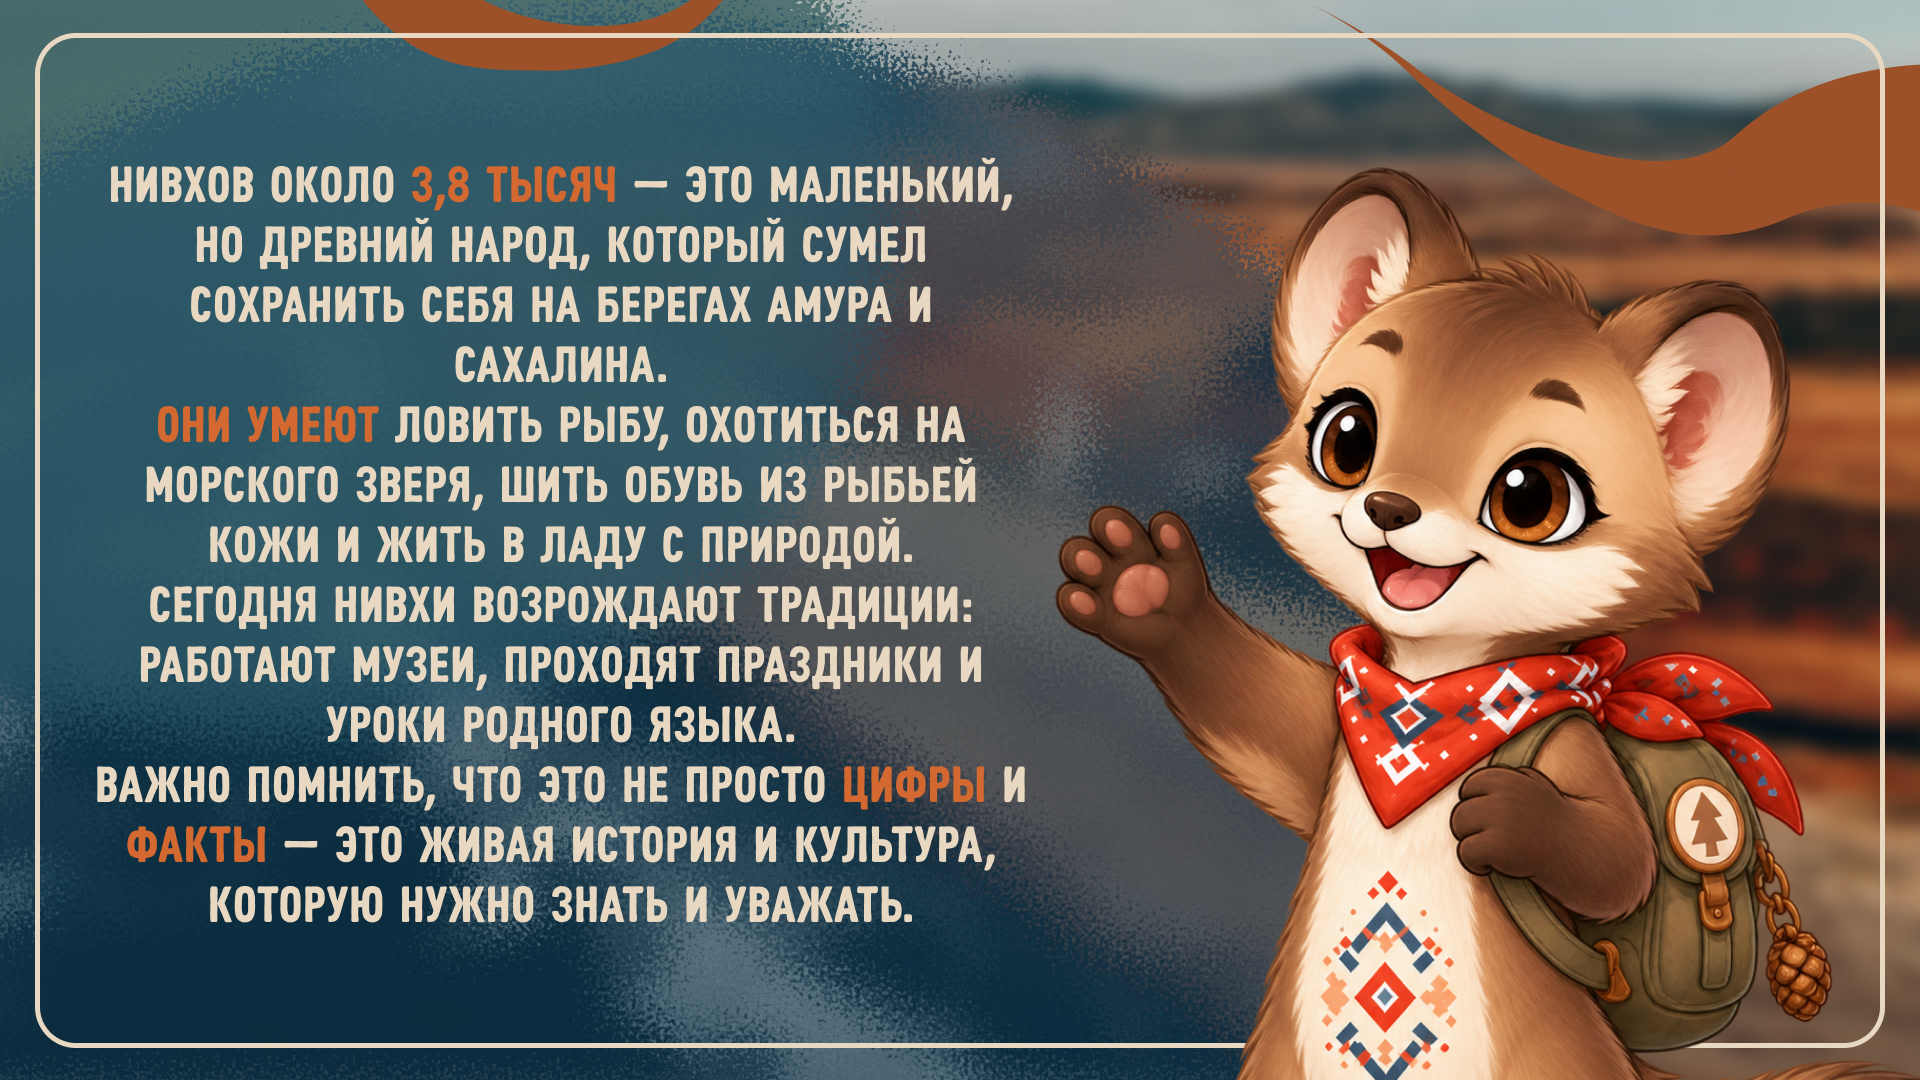 НИВХОВ ОКОЛО 3,8 ТЫСЯЧ — ЭТО МАЛЕНЬКИЙ,
НО ДРЕВНИЙ НАРОД, КОТОРЫЙ СУМЕЛ
СОХРАНИТЬ СЕБЯ НА БЕРЕГАХ АМУРА И
САХАЛИНА.
ОНИ УМЕЮТ ЛОВИТЬ РЫБУ, ОХОТИТЬСЯ НА
МОРСКОГО ЗВЕРЯ, ШИТЬ ОБУВЬ ИЗ РЫБЬЕЙ
КОЖИ И ЖИТЬ В ЛАДУ С ПРИРОДОЙ.
СЕГОДНЯ НИВХИ ВОЗРОЖДАЮТ ТРАДИЦИИ:
РАБОТАЮТ МУЗЕИ, ПРОХОДЯТ ПРАЗДНИКИ И
УРОКИ РОДНОГО ЯЗЫКА.
ВАЖНО ПОМНИТЬ, ЧТО ЭТО НЕ ПРОСТО ЦИФРЫ И
ФАКТЫ — ЭТО ЖИВАЯ ИСТОРИЯ И КУЛЬТУРА,
КОТОРУЮ НУЖНО ЗНАТЬ И УВАЖАТЬ.